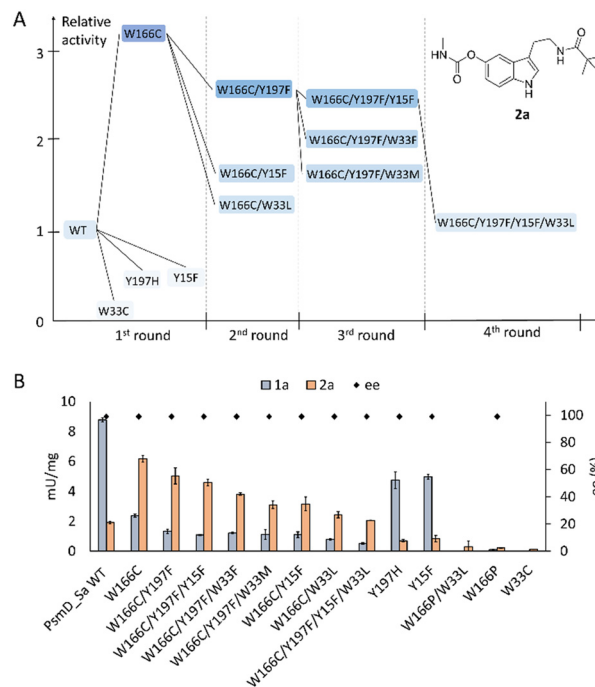 A
Relative
activity
3
2
1
0
W166C
WT
Y197H
Y15F
W33C
W166C/Y197F
W166C/Y15F
W166C/W33L
W166C/Y197F/Y15F
W166C/Y197F/W33F
W166C/Y197F/W33M
W166C/Y197F/Y15F/W33L
HN
O
O
N
H
HN
O
2a
1st round
2nd round
3rd round
4th round
B
1a 2a ee
mU/mg
10
8
6
4
2
0
100
80
60
40
20
0
ee (%)
PsmD_Sa WT
W166C
W166C/Y197F
W166C/Y197F/Y15F
W166C/Y197F/W33F
W166C/Y197F/W33M
W166C/Y15F
W166C/W33L
W166C/Y197F/Y15F/W33L
Y197H
Y15F
W166P/W33L
W166P
W33C